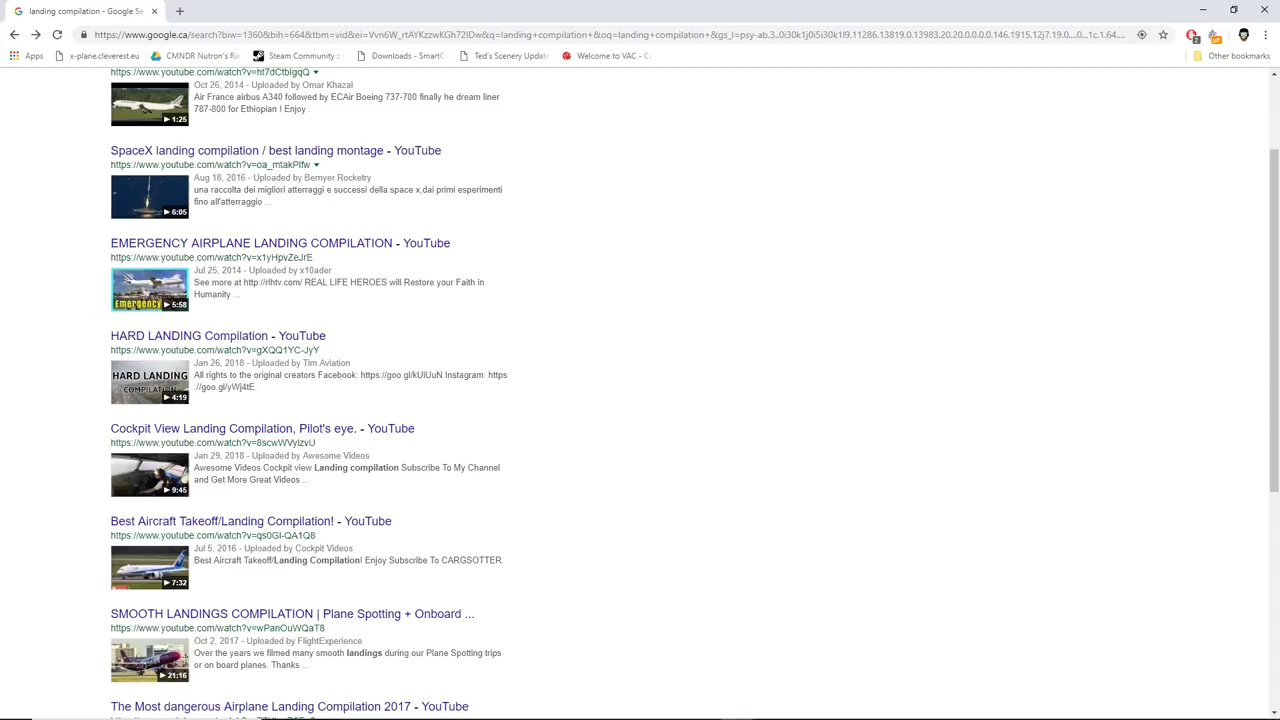 landing compilation - Google Se
https://www.google.ca/search?biw=1360&bih=664&tbm=vid&ei=Vvn6W_rtAYKzzwKGh72IDw&q=landing+compilation+&oq=landing+compilation+&gs_l=psy-ab.3..0i30k1j0i5i30k1l9.11286.13819.0.13983.20.20.0.0.0.0.146.1915.12j7.19.0....0...1c.1.64....
Apps
x-plane.cleverest.eu
CMNDR Nutron's Ra
Steam Community
Downloads - SmartC
Ted's Scenery Update
Welcome to VAC - C
Other bookmarks
https://www.youtube.com/watch?v=ht7dCtbIgqQ
Oct 26, 2014 - Uploaded by Omar Khazal
Air France airbus A340 followed by ECAir Boeing 737-700 finally he dream liner
787-800 for Ethiopian ! Enjoy .
1:25
SpaceX landing compilation / best landing montage - YouTube
https://www.youtube.com/watch?v=oa_mtakPlfw
Aug 18, 2016 - Uploaded by Bernyer Rocketry
una raccolta dei migliori atterraggi e successi della space x,dai primi esperimenti
fino all'atterraggio ...
6:05
EMERGENCY AIRPLANE LANDING COMPILATION - YouTube
https://www.youtube.com/watch?v=x1yHpvZeJrE
Jul 25, 2014 - Uploaded by x10ader
See more at http://rlhtv.com/ REAL LIFE HEROES will Restore your Faith in
Humanity ...
Emergency
5:58
HARD LANDING Compilation - YouTube
https://www.youtube.com/watch?v=gXQQ1YC-JyY
Jan 26, 2018 - Uploaded by Tim Aviation
All rights to the original creators Facebook: https://goo.gl/kUiUuN Instagram: https
://goo.gl/yWj4tE.
HARD LANDING
COMPILATION
4:19
Cockpit View Landing Compilation, Pilot's eye. - YouTube
https://www.youtube.com/watch?v=8scwWVyIzvU
Jan 29, 2018 - Uploaded by Awesome Videos
Awesome Videos Cockpit view Landing compilation Subscribe To My Channel
and Get More Great Videos ...
9:45
Best Aircraft Takeoff/Landing Compilation! - YouTube
https://www.youtube.com/watch?v=qs0GI-QA1Q8
Jul 5, 2016 - Uploaded by Cockpit Videos
Best Aircraft Takeoff/Landing Compilation! Enjoy Subscribe To CARGSOTTER.
7:32
SMOOTH LANDINGS COMPILATION | Plane Spotting + Onboard ...
https://www.youtube.com/watch?v=wPanOuWQaT8
Oct 2, 2017 - Uploaded by FlightExperience
Over the years we filmed many smooth landings during our Plane Spotting trips
or on board planes. Thanks ...
21:16
The Most dangerous Airplane Landing Compilation 2017 - YouTube